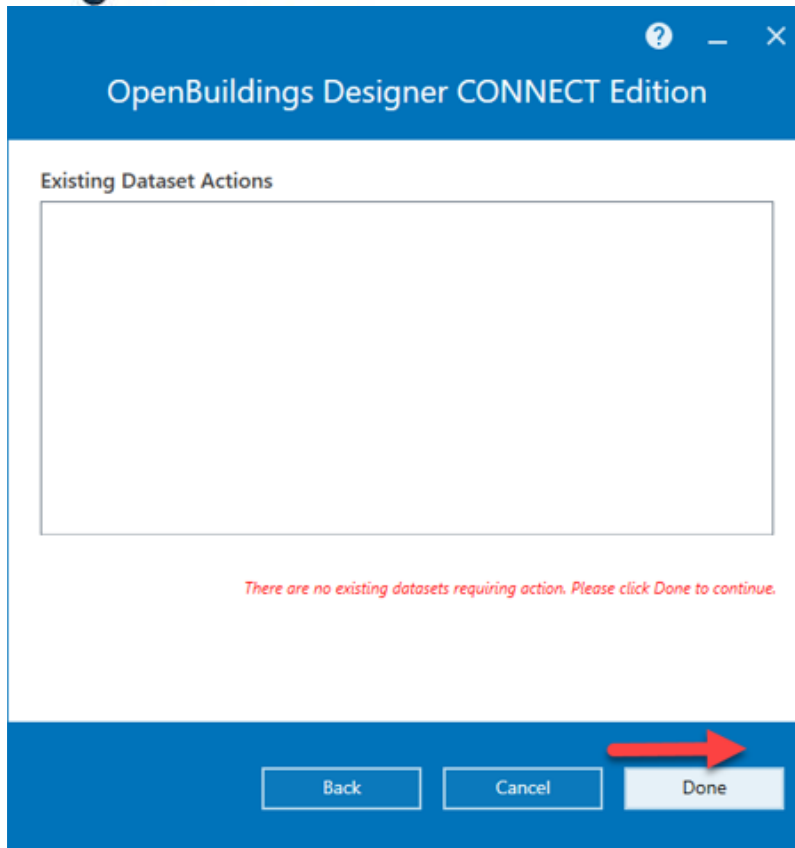 OpenBuildings Designer CONNECT Edition
Existing Dataset Actions
There are no existing datasets requiring action. Please click Done to continue.
Back
Cancel
Done